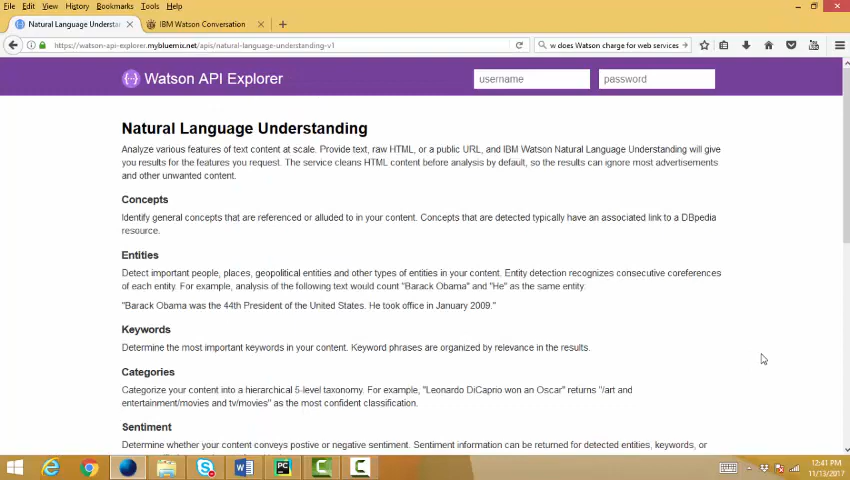 File Edit View History Bookmarks Tools Help
Natural Language Understar × IBM Watson Conversation × +
https://watson-api-explorer.mybluemix.net/apis/natural-language-understanding-v1 w does Watson charge for web services
{··} Watson API Explorer username password
Natural Language Understanding
Analyze various features of text content at scale. Provide text, raw HTML, or a public URL, and IBM Watson Natural Language Understanding will give
you results for the features you request. The service cleans HTML content before analysis by default, so the results can ignore most advertisements
and other unwanted content.
Concepts
Identify general concepts that are referenced or alluded to in your content. Concepts that are detected typically have an associated link to a DBpedia
resource.
Entities
Detect important people, places, geopolitical entities and other types of entities in your content. Entity detection recognizes consecutive coreferences
of each entity. For example, analysis of the following text would count "Barack Obama" and "He" as the same entity:
"Barack Obama was the 44th President of the United States. He took office in January 2009."
Keywords
Determine the most important keywords in your content. Keyword phrases are organized by relevance in the results.
Categories
Categorize your content into a hierarchical 5-level taxonomy. For example, "Leonardo DiCaprio won an Oscar" returns "/art and
entertainment/movies and tv/movies" as the most confident classification.
Sentiment
Determine whether your content conveys postive or negative sentiment. Sentiment information can be returned for detected entities, keywords, or
12:41 PM
11/13/2017